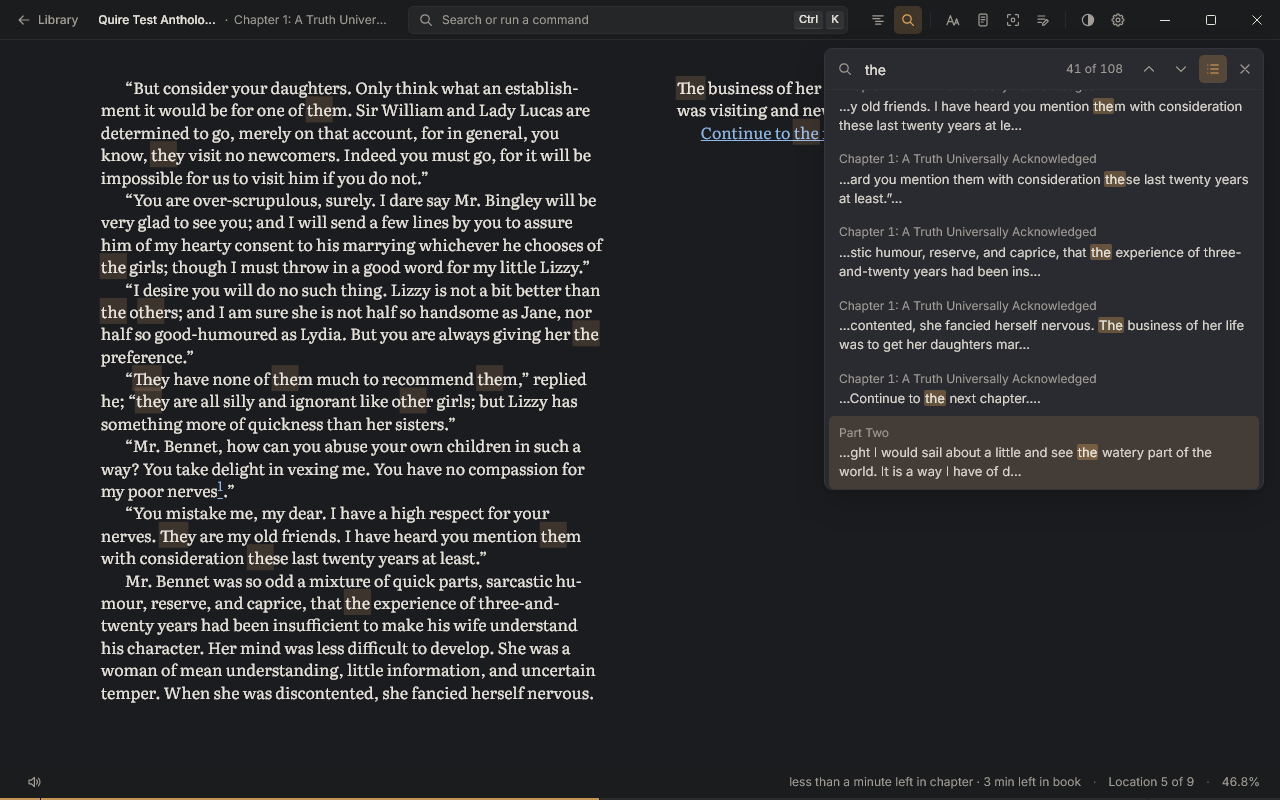 Library
Quire Test Antholo... · Chapter 1: A Truth Univer...
Search or run a command
Ctrl K
“But consider your daughters. Only think what an establish-
ment it would be for one of them. Sir William and Lady Lucas are
determined to go, merely on that account, for in general, you
know, they visit no newcomers. Indeed you must go, for it will be
impossible for us to visit him if you do not.”
“You are over-scrupulous, surely. I dare say Mr. Bingley will be
very glad to see you; and I will send a few lines by you to assure
him of my hearty consent to his marrying whichever he chooses of
the girls; though I must throw in a good word for my little Lizzy.”
“I desire you will do no such thing. Lizzy is not a bit better than
the others; and I am sure she is not half so handsome as Jane, nor
half so good-humoured as Lydia. But you are always giving her the
preference.”
“They have none of them much to recommend them,” replied
he; “they are all silly and ignorant like other girls; but Lizzy has
something more of quickness than her sisters.”
“Mr. Bennet, how can you abuse your own children in such a
way? You take delight in vexing me. You have no compassion for
my poor nerves1.”
“You mistake me, my dear. I have a high respect for your
nerves. They are my old friends. I have heard you mention them
with consideration these last twenty years at least.”
Mr. Bennet was so odd a mixture of quick parts, sarcastic hu-
mour, reserve, and caprice, that the experience of three-and-
twenty years had been insufficient to make his wife understand
his character. Her mind was less difficult to develop. She was a
woman of mean understanding, little information, and uncertain
temper. When she was discontented, she fancied herself nervous.
The business of her
was visiting and
Continue to the
the
41 of 108
...y old friends. I have heard you mention them with consideration
these last twenty years at le...
Chapter 1: A Truth Universally Acknowledged
...ard you mention them with consideration these last twenty years
at least.”...
Chapter 1: A Truth Universally Acknowledged
...stic humour, reserve, and caprice, that the experience of three-
and-twenty years had been ins...
Chapter 1: A Truth Universally Acknowledged
...contented, she fancied herself nervous. The business of her life
was to get her daughters mar...
Chapter 1: A Truth Universally Acknowledged
...Continue to the next chapter....
Part Two
...ght I would sail about a little and see the watery part of the
world. It is a way I have of d...
less than a minute left in chapter · 3 min left in book · Location 5 of 9 · 46.8%